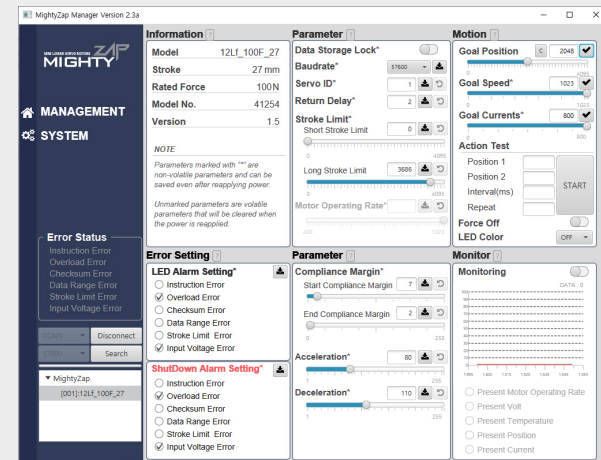 MightyZap Manager Version 2.3a
MINI LINEAR SERVO MOTORS
MIGHTY ZAP
MANAGEMENT
SYSTEM
Error Status
Instruction Error
Overload Error
Checksum Error
Data Range Error
Stroke Limit Error
Input Voltage Error
Disconnect
Search
MightyZap
[001]:12Lf_100F_27
Information ?
Model 12Lf_100F_27
Stroke 27 mm
Rated Force 100 N
Model No. 41254
Version 1.5
NOTE
Parameters marked with "*" are
non-volatile parameters and can be
saved even after reapplying power.
Unmarked parameters are volatile
parameters that will be cleared when
the power is reapplied.
Error Setting ?
LED Alarm Setting*
Instruction Error
Overload Error
Checksum Error
Data Range Error
Stroke Limit Error
Input Voltage Error
ShutDown Alarm Setting*
Instruction Error
Overload Error
Checksum Error
Data Range Error
Stroke Limit Error
Input Voltage Error
Parameter ?
Data Storage Lock*
Baudrate* 57600
Servo ID* 1
Return Delay* 2
Stroke Limit*
Short Stroke Limit 0
0 4095
Long Stroke Limit 3686
0 4095
Motor Operating Rate*
400 1023
Parameter ?
Compliance Margin*
Start Compliance Margin 7
End Compliance Margin 2
0 255
Acceleration* 80
1 255
Deceleration* 110
1 255
Motion ?
Goal Position C 2048
0 4095
Goal Speed* 1023
0 1023
Goal Currents* 800
0 800
Action Test
Position 1
Position 2
Interval(ms)
Repeat
START
Force Off
LED Color OFF
Monitor ?
Monitoring
DATA : 0
Present Motor Operating Rate
Present Volt
Present Temperature
Present Position
Present Current